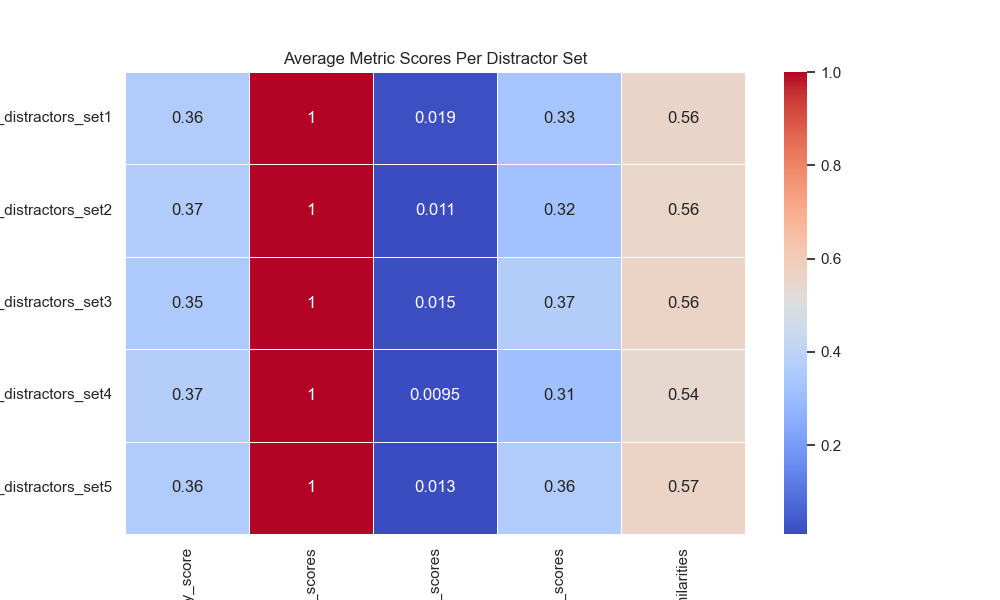 Average Metric Scores Per Distractor Set
_distractors_set1 0.36 1 0.019 0.33 0.56
_distractors_set2 0.37 1 0.011 0.32 0.56
_distractors_set3 0.35 1 0.015 0.37 0.56
_distractors_set4 0.37 1 0.0095 0.31 0.54
_distractors_set5 0.36 1 0.013 0.36 0.57
y_score _scores _scores _scores nilarities
1.0
0.8
0.6
0.4
0.2